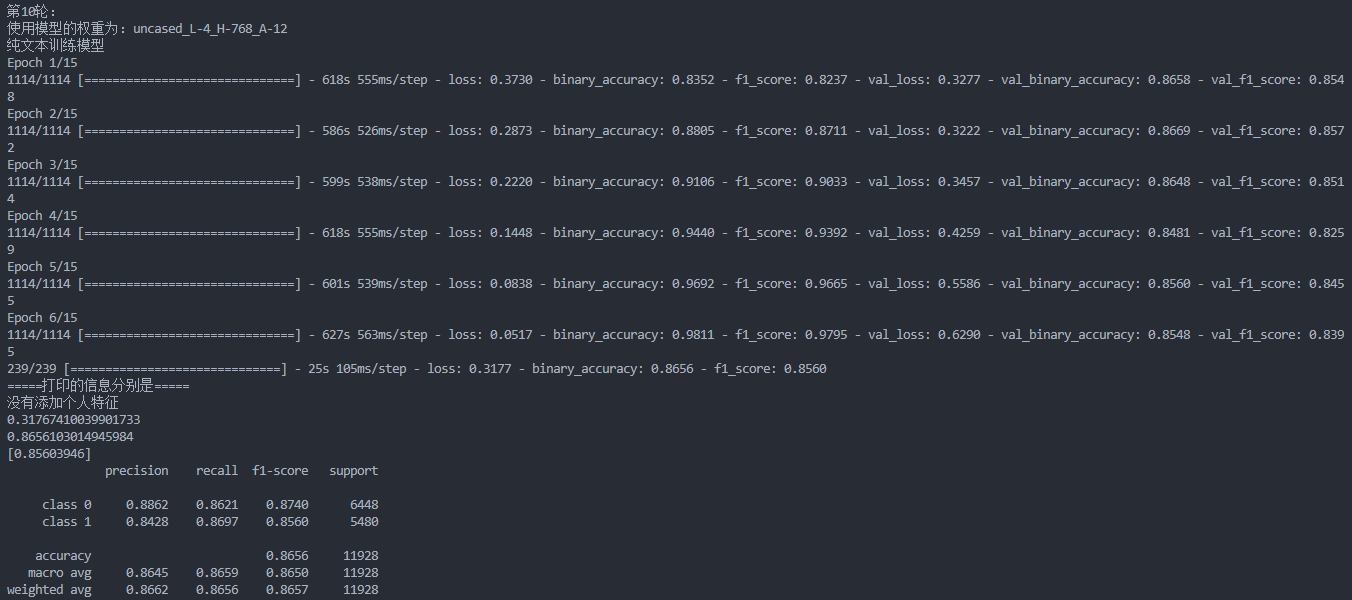 第10轮：
使用模型的权重为：uncased_L-4_H-768_A-12
纯文本训练模型
Epoch 1/15
1114/1114 [==============================] - 618s 555ms/step - loss: 0.3730 - binary_accuracy: 0.8352 - f1_score: 0.8237 - val_loss: 0.3277 - val_binary_accuracy: 0.8658 - val_f1_score: 0.854
8
Epoch 2/15
1114/1114 [==============================] - 586s 526ms/step - loss: 0.2873 - binary_accuracy: 0.8805 - f1_score: 0.8711 - val_loss: 0.3222 - val_binary_accuracy: 0.8669 - val_f1_score: 0.857
2
Epoch 3/15
1114/1114 [==============================] - 599s 538ms/step - loss: 0.2220 - binary_accuracy: 0.9106 - f1_score: 0.9033 - val_loss: 0.3457 - val_binary_accuracy: 0.8648 - val_f1_score: 0.851
4
Epoch 4/15
1114/1114 [==============================] - 618s 555ms/step - loss: 0.1448 - binary_accuracy: 0.9440 - f1_score: 0.9392 - val_loss: 0.4259 - val_binary_accuracy: 0.8481 - val_f1_score: 0.825
9
Epoch 5/15
1114/1114 [==============================] - 601s 539ms/step - loss: 0.0838 - binary_accuracy: 0.9692 - f1_score: 0.9665 - val_loss: 0.5586 - val_binary_accuracy: 0.8560 - val_f1_score: 0.845
5
Epoch 6/15
1114/1114 [==============================] - 627s 563ms/step - loss: 0.0517 - binary_accuracy: 0.9811 - f1_score: 0.9795 - val_loss: 0.6290 - val_binary_accuracy: 0.8548 - val_f1_score: 0.839
5
239/239 [==============================] - 25s 105ms/step - loss: 0.3177 - binary_accuracy: 0.8656 - f1_score: 0.8560
=====打印的信息分别是=====
没有添加个人特征
0.31767410039901733
0.8656103014945984
[0.85603946]
precision recall f1-score support
class 0 0.8862 0.8621 0.8740 6448
class 1 0.8428 0.8697 0.8560 5480
accuracy 0.8656 11928
macro avg 0.8645 0.8659 0.8650 11928
weighted avg 0.8662 0.8656 0.8657 11928